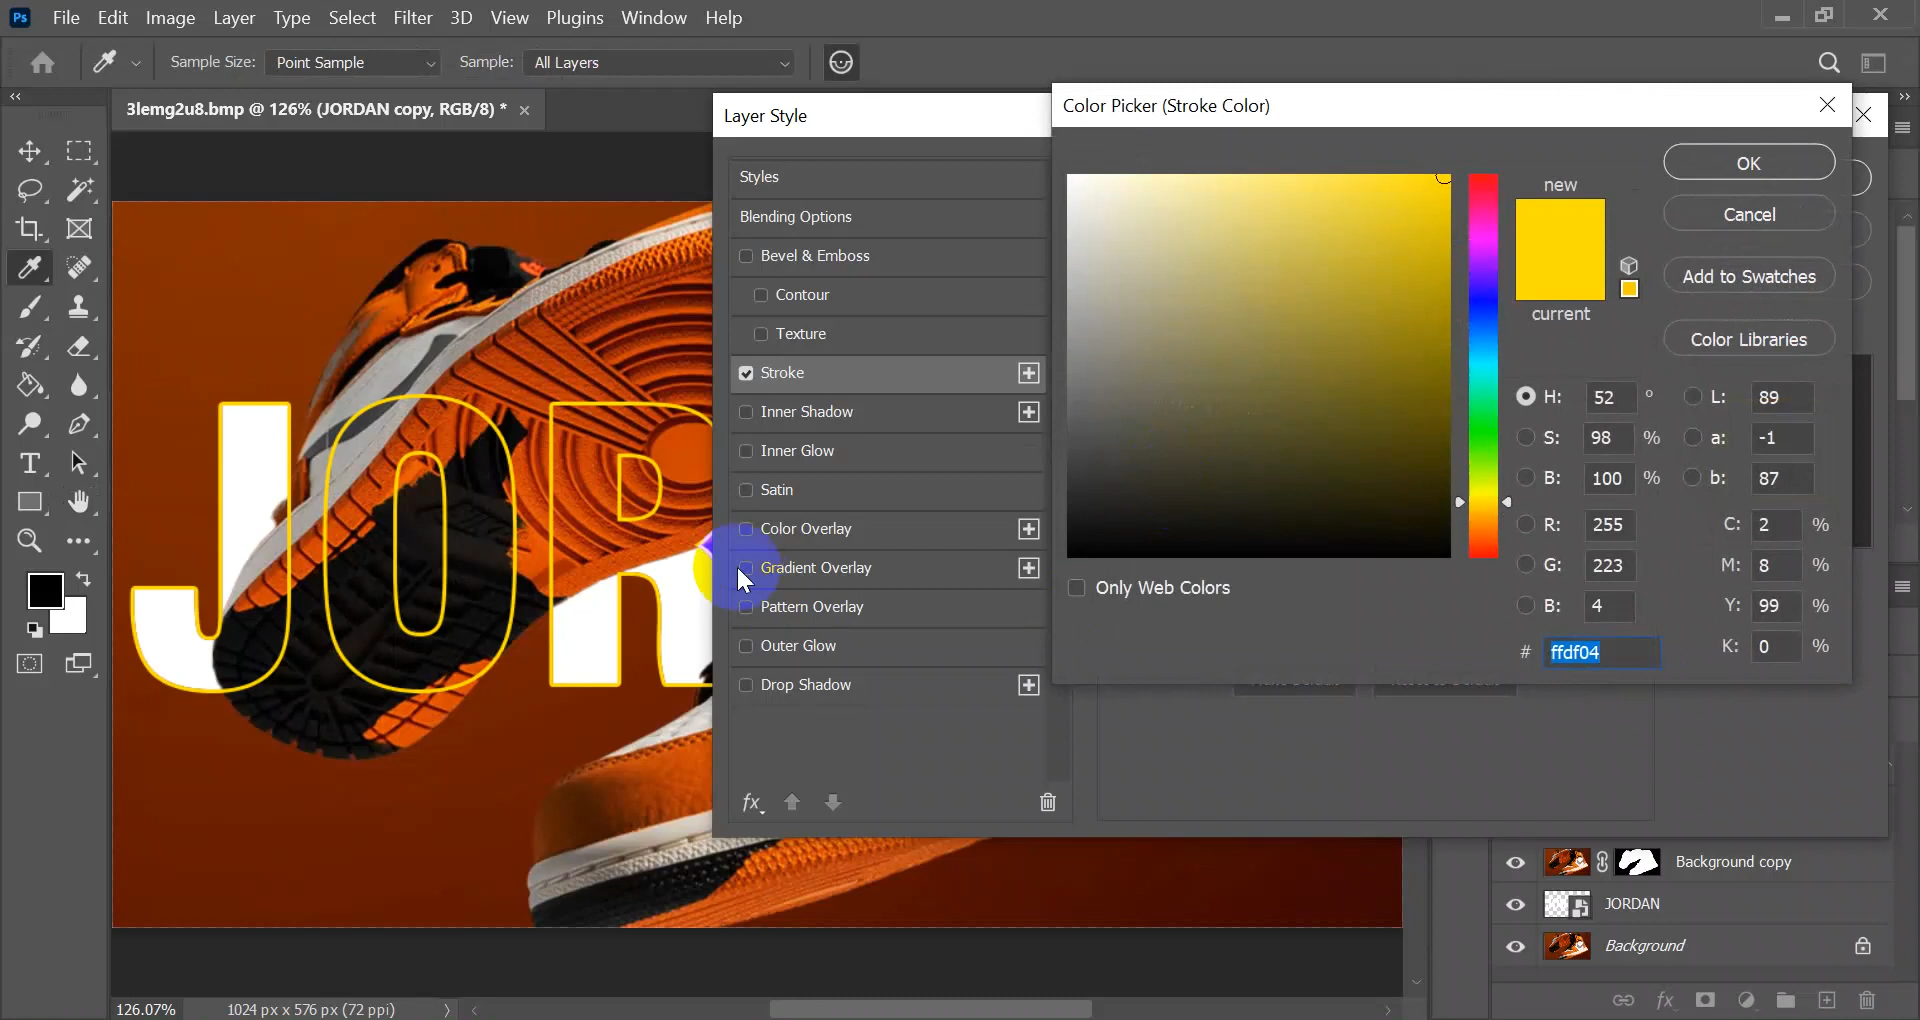 Ps File Edit Image Layer Type Select Filter 3D View Plugins Window Help
Sample Size: Point Sample Sample: All Layers
3lemg2u8.bmp @ 126% (JORDAN copy, RGB/8) *
Layer Style
Color Picker (Stroke Color)
Styles
Blending Options
Bevel & Emboss
Contour
Texture
Stroke
Inner Shadow
Inner Glow
Satin
Color Overlay
Gradient Overlay
Pattern Overlay
Outer Glow
Drop Shadow
fx
new
current
OK
Cancel
Add to Swatches
Color Libraries
H: 52 ° L: 89
S: 98 % a: -1
B: 100 % b: 87
R: 255 C: 2 %
G: 223 M: 8 %
B: 4 Y: 99 %
# ffdf04 K: 0 %
Only Web Colors
JOR
T
Background copy
JORDAN
Background
fx
126.07% 1024 px x 576 px (72 ppi)